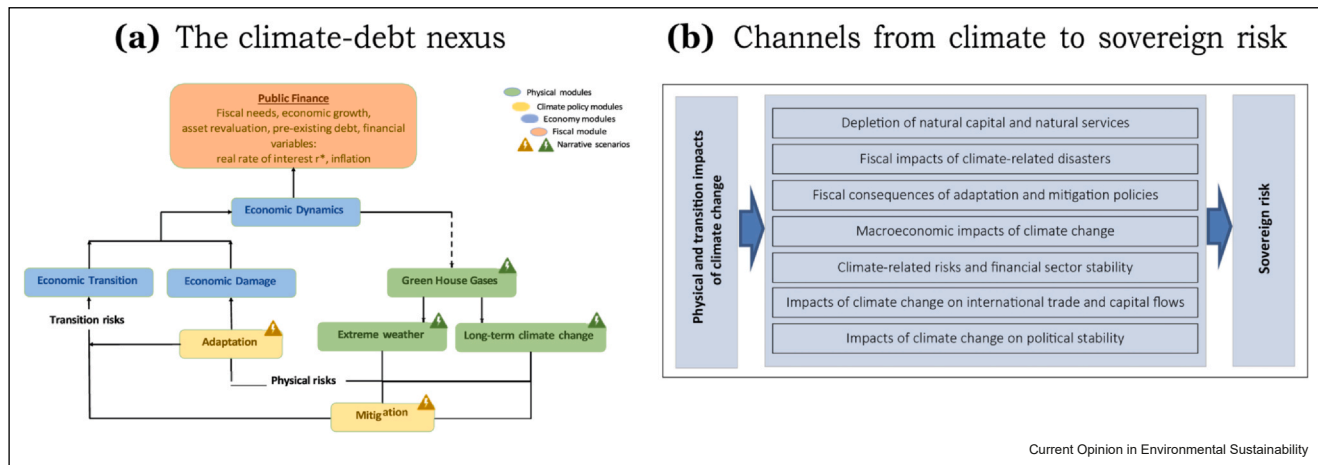 (a) The climate-debt nexus
Public Finance
Fiscal needs, economic growth,
asset revaluation, pre-existing debt, financial
variables:
real rate of interest r*, inflation
Physical modules
Climate policy modules
Economy modules
Fiscal module
Narrative scenarios
Economic Dynamics
Economic Transition
Economic Damage
Green House Gases
Transition risks
Adaptation
Extreme weather
Long-term climate change
Physical risks
Mitigation
(b) Channels from climate to sovereign risk
Physical and transition impacts
of climate change
Depletion of natural capital and natural services
Fiscal impacts of climate-related disasters
Fiscal consequences of adaptation and mitigation policies
Macroeconomic impacts of climate change
Climate-related risks and financial sector stability
Impacts of climate change on international trade and capital flows
Impacts of climate change on political stability
Sovereign risk
Current Opinion in Environmental Sustainability